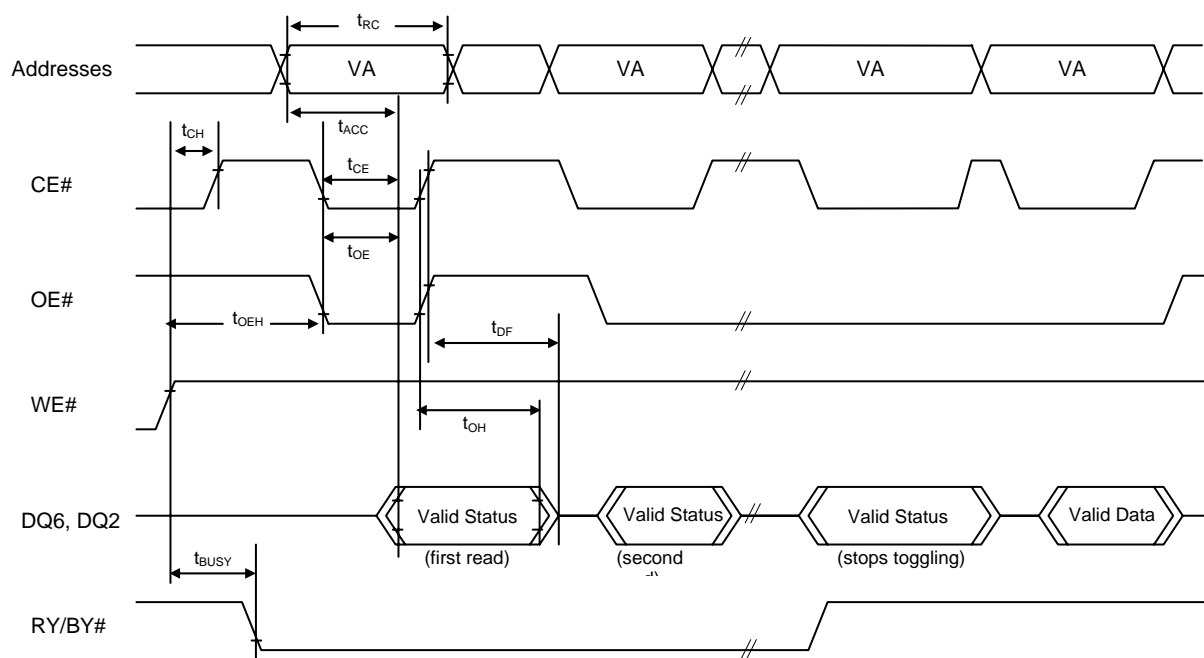 tRC
Addresses VA VA VA VA
tACC
tCH
tCE
CE#
tOE
OE#
tOEH
tDF
WE#
tOH
DQ6, DQ2 Valid Status Valid Status Valid Status Valid Data
(first read) (second (stops toggling)
tBUSY
RY/BY#